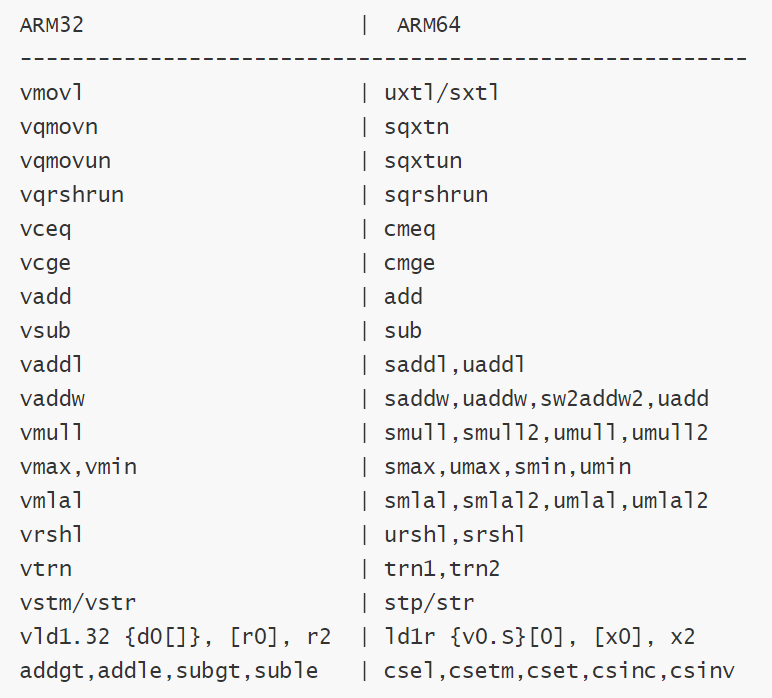 ARM32 | ARM64
--------------------------------------------------------
vmovl | uxtl/sxtl
vqmovn | sqxtn
vqmovun | sqxtun
vqrshrun | sqrshrun
vceq | cmeq
vcge | cmge
vadd | add
vsub | sub
vaddl | saddl,uaddl
vaddw | saddw,uaddw,sw2addw2,uadd
vmull | smull,smull2,umull,umull2
vmax,vmin | smax,umax,smin,umin
vmlal | smlal,smlal2,umlal,umlal2
vrshl | urshl,srshl
vtrn | trn1,trn2
vstm/vstr | stp/str
vld1.32 {d0[]}, [r0], r2 | ld1r {v0.S}[0], [x0], x2
addgt,addle,subgt,suble | csel,csetm,cset,csinc,csinv